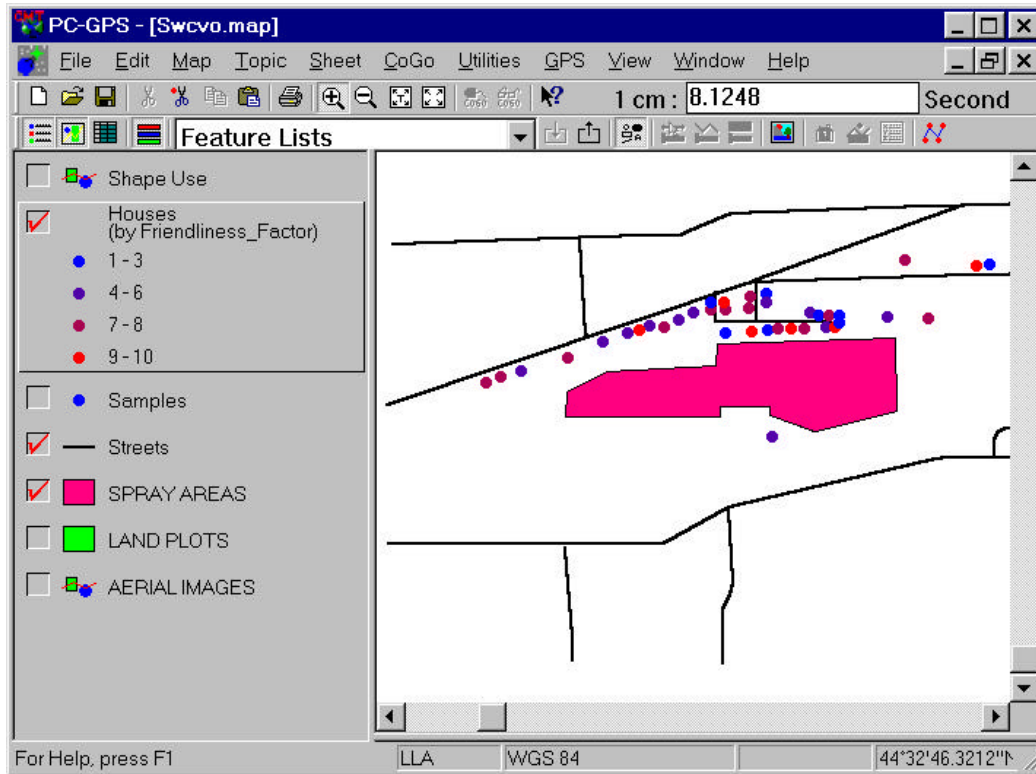 PC-GPS - [Swcvo.map]
File Edit Map Topic Sheet CoGo Utilities GPS View Window Help
1 cm : 8.1248 Second
Feature Lists
Shape Use
Houses
(by Friendliness_Factor)
1 - 3
4 - 6
7 - 8
9 - 10
Samples
Streets
SPRAY AREAS
LAND PLOTS
AERIAL IMAGES
For Help, press F1 LLA WGS 84 44°32'46.3212"N